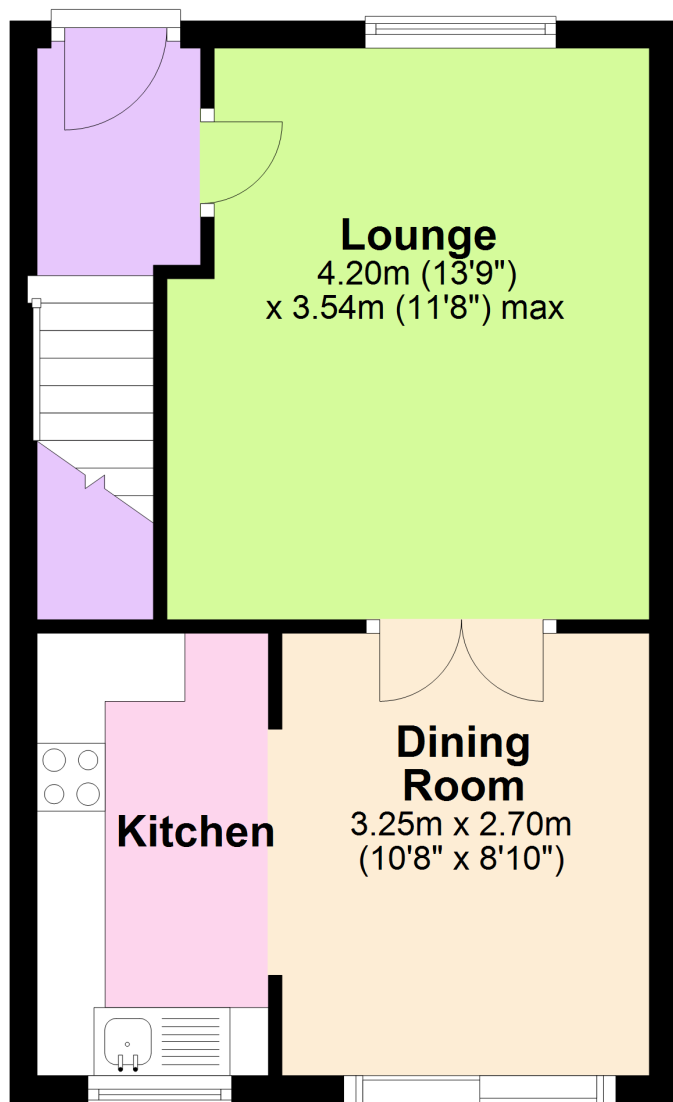 Lounge
4.20m (13'9")
x 3.54m (11'8") max
Dining
Room
3.25m x 2.70m
(10'8" x 8'10")
Kitchen